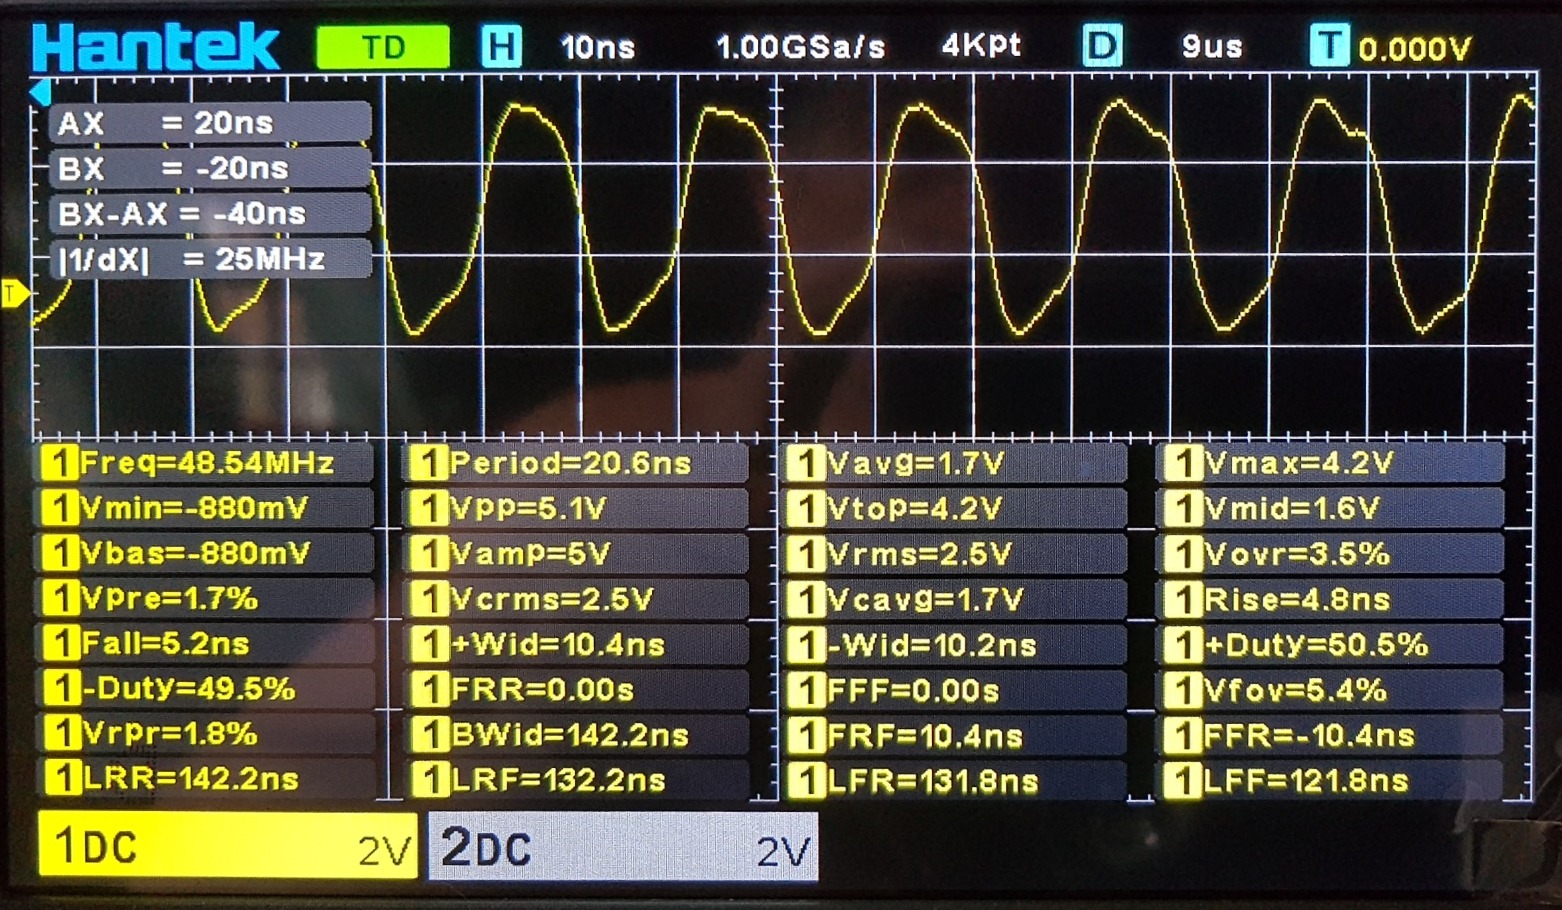 Hantek TD H 10ns 1.00GSa/s 4Kpt D 9us T 0.000V
AX = 20ns
BX = -20ns
BX-AX = -40ns
|1/dX| = 25MHz
T
1 Freq=48.54MHz 1 Period=20.6ns 1 Vavg=1.7V 1 Vmax=4.2V
1 Vmin=-880mV 1 Vpp=5.1V 1 Vtop=4.2V 1 Vmid=1.6V
1 Vbas=-880mV 1 Vamp=5V 1 Vrms=2.5V 1 Vovr=3.5%
1 Vpre=1.7% 1 Vcrms=2.5V 1 Vcavg=1.7V 1 Rise=4.8ns
1 Fall=5.2ns 1 +Wid=10.4ns 1 -Wid=10.2ns 1 +Duty=50.5%
1 -Duty=49.5% 1 FRR=0.00s 1 FFF=0.00s 1 Vfov=5.4%
1 Vrpr=1.8% 1 BWid=142.2ns 1 FRF=10.4ns 1 FFR=-10.4ns
1 LRR=142.2ns 1 LRF=132.2ns 1 LFR=131.8ns 1 LFF=121.8ns
1DC 2V 2DC 2V